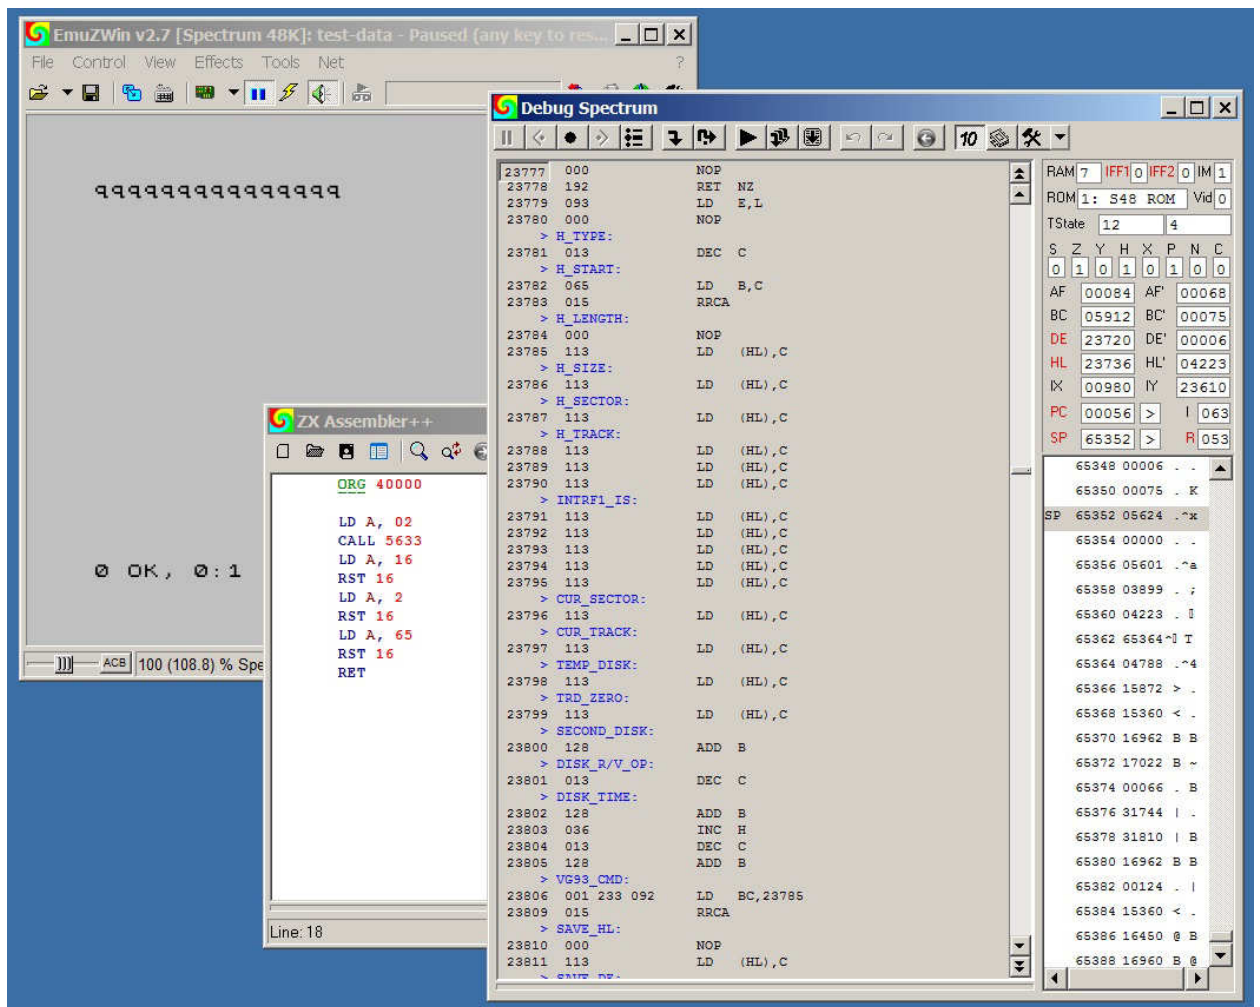 EmuZWin v2.7 [Spectrum 48K]: test-data - Paused (any key to res...
File Control View Effects Tools Net ?
qqqqqqqqqqqqqqq
0 OK, 0:1
ACB 100 (108.8) % Spe
ZX Assembler++
ORG 40000
LD A, 02
CALL 5633
LD A, 16
RST 16
LD A, 2
RST 16
LD A, 65
RST 16
RET
Line: 18
Debug Spectrum
10
23777 000 NOP
23778 192 RET NZ
23779 093 LD E,L
23780 000 NOP
> H_TYPE:
23781 013 DEC C
> H_START:
23782 065 LD B,C
23783 015 RRCA
> H_LENGTH:
23784 000 NOP
23785 113 LD (HL),C
> H_SIZE:
23786 113 LD (HL),C
> H_SECTOR:
23787 113 LD (HL),C
> H_TRACK:
23788 113 LD (HL),C
23789 113 LD (HL),C
23790 113 LD (HL),C
> INTRF1_IS:
23791 113 LD (HL),C
23792 113 LD (HL),C
23793 113 LD (HL),C
23794 113 LD (HL),C
23795 113 LD (HL),C
> CUR_SECTOR:
23796 113 LD (HL),C
> CUR_TRACK:
23797 113 LD (HL),C
> TEMP_DISK:
23798 113 LD (HL),C
> TRD_ZERO:
23799 113 LD (HL),C
> SECOND_DISK:
23800 128 ADD B
> DISK_R/V_OP:
23801 013 DEC C
> DISK_TIME:
23802 128 ADD B
23803 036 INC H
23804 013 DEC C
23805 128 ADD B
> VG93_CMD:
23806 001 233 092 LD BC,23785
23809 015 RRCA
> SAVE_HL:
23810 000 NOP
23811 113 LD (HL),C
> SAVE_DE:
RAM 7 IFF1 0 IFF2 0 IM 1
ROM 1: S48 ROM Vid 0
TState 12 4
S Z Y H X P N C
0 1 0 1 0 1 0 0
AF 00084 AF' 00068
BC 05912 BC' 00075
DE 23720 DE' 00006
HL 23736 HL' 04223
IX 00980 IY 23610
PC 00056 > I 063
SP 65352 > R 053
65348 00006 . .
65350 00075 . K
SP 65352 05624 .^x
65354 00000 . .
65356 05601 .^a
65358 03899 . ;
65360 04223 .
65362 65364 T
65364 04788 .^4
65366 15872 > .
65368 15360 < .
65370 16962 B B
65372 17022 B ~
65374 00066 . B
65376 31744 | .
65378 31810 | B
65380 16962 B B
65382 00124 . |
65384 15360 < .
65386 16450 @ B
65388 16960 B @